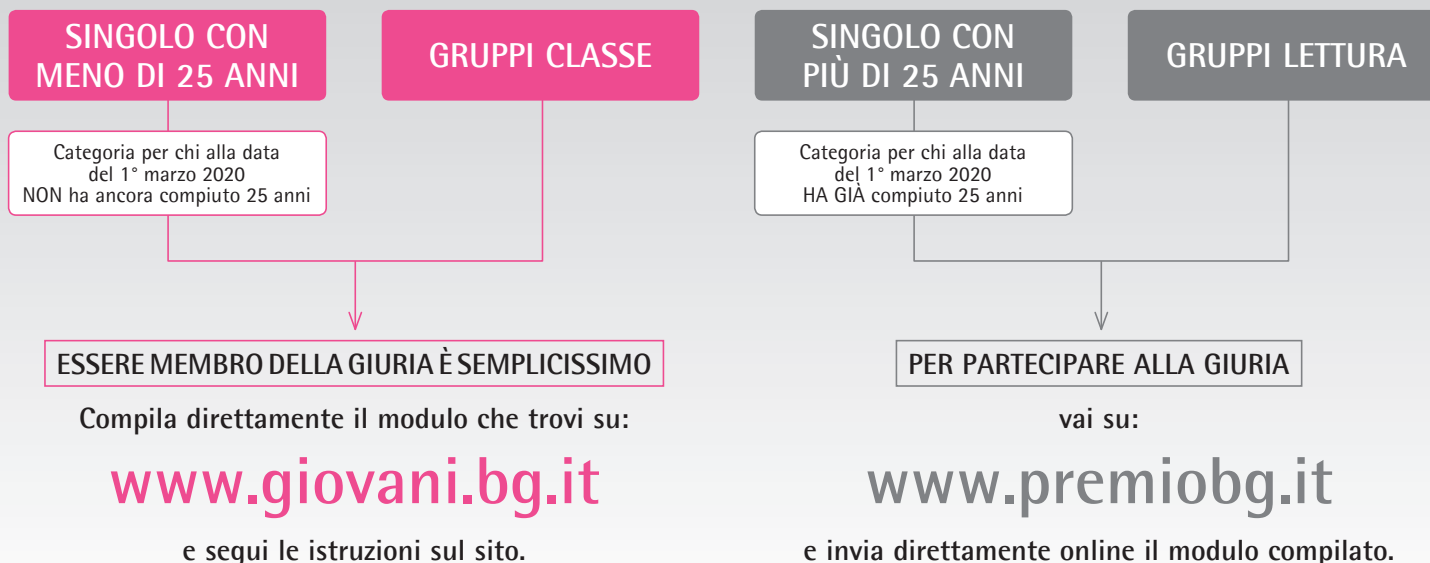 SINGOLO CON
MENO DI 25 ANNI
GRUPPI CLASSE
Categoria per chi alla data
del 1° marzo 2020
NON ha ancora compiuto 25 anni
ESSERE MEMBRO DELLA GIURIA È SEMPLICISSIMO
Compila direttamente il modulo che trovi su:
www.giovani.bg.it
e segui le istruzioni sul sito.
SINGOLO CON
PIÙ DI 25 ANNI
GRUPPI LETTURA
Categoria per chi alla data
del 1° marzo 2020
HA GIÀ compiuto 25 anni
PER PARTECIPARE ALLA GIURIA
vai su:
www.premiobg.it
e invia direttamente online il modulo compilato.